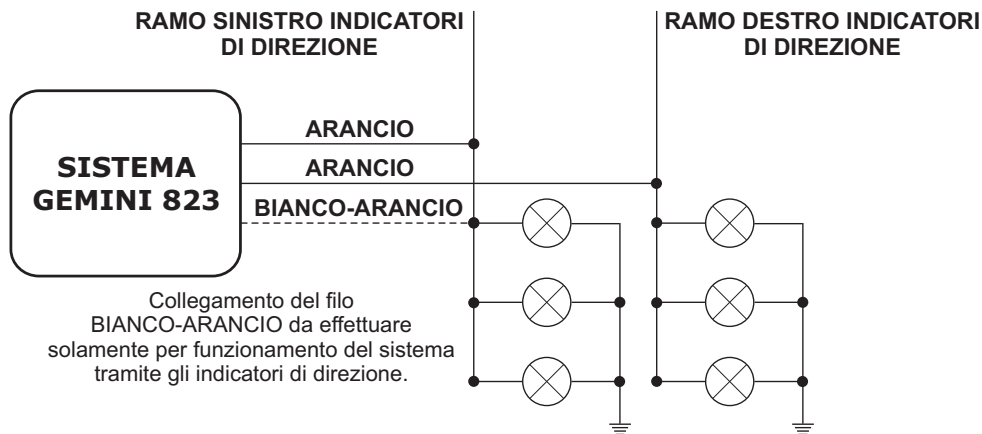 RAMO SINISTRO INDICATORI
DI DIREZIONE
RAMO DESTRO INDICATORI
DI DIREZIONE
ARANCIO
ARANCIO
BIANCO-ARANCIO
SISTEMA
GEMINI 823
Collegamento del filo
BIANCO-ARANCIO da effettuare
solamente per funzionamento del sistema
tramite gli indicatori di direzione.